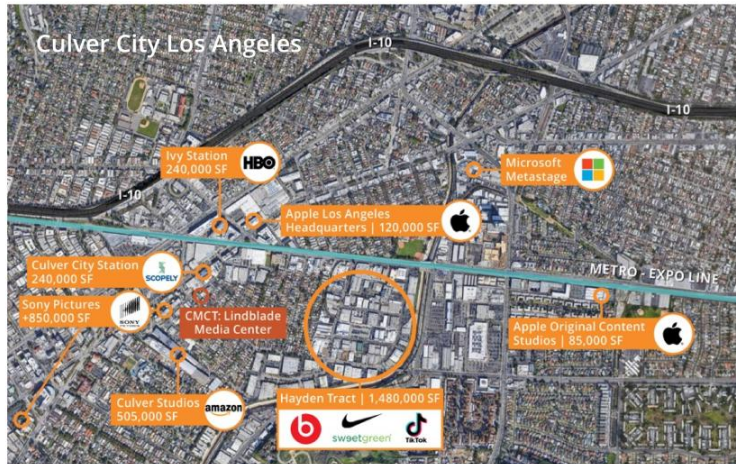 Culver City Los Angeles
I-10
I-10
I-10
Ivy Station
240,000 SF
HBO
Microsoft
Metastage
Apple Los Angeles
Headquarters | 120,000 SF
Culver City Station
240,000 SF
SCOPELY
METRO - EXPO LINE
Sony Pictures
+850,000 SF
SONY
PICTURES
CMCT: Lindblade
Media Center
Apple Original Content
Studios | 85,000 SF
Culver Studios
505,000 SF
amazon
Hayden Tract | 1,480,000 SF
sweetgreen
TikTok